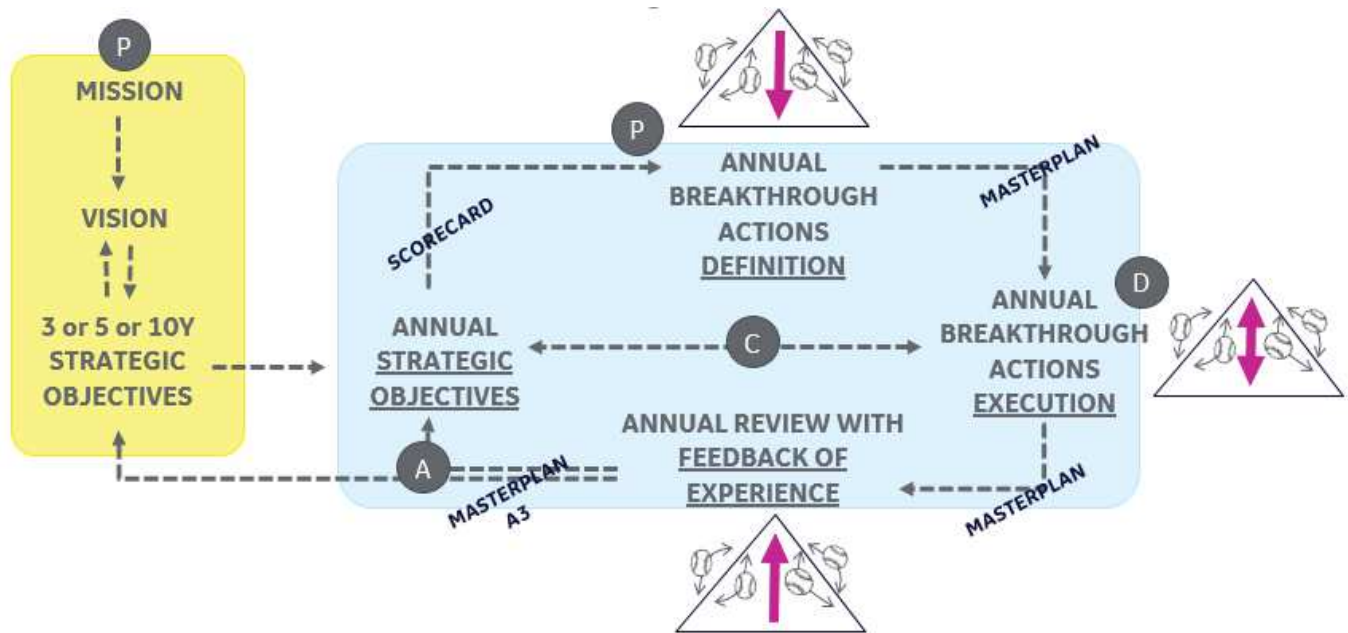 P
MISSION
VISION
3 or 5 or 10Y
STRATEGIC
OBJECTIVES
P
ANNUAL
BREAKTHROUGH
ACTIONS
DEFINITION
SCORECARD
MASTERPLAN
D
ANNUAL
BREAKTHROUGH
ACTIONS
EXECUTION
C
ANNUAL
STRATEGIC
OBJECTIVES
ANNUAL REVIEW WITH
FEEDBACK OF
EXPERIENCE
A
MASTERPLAN
A3
MASTERPLAN